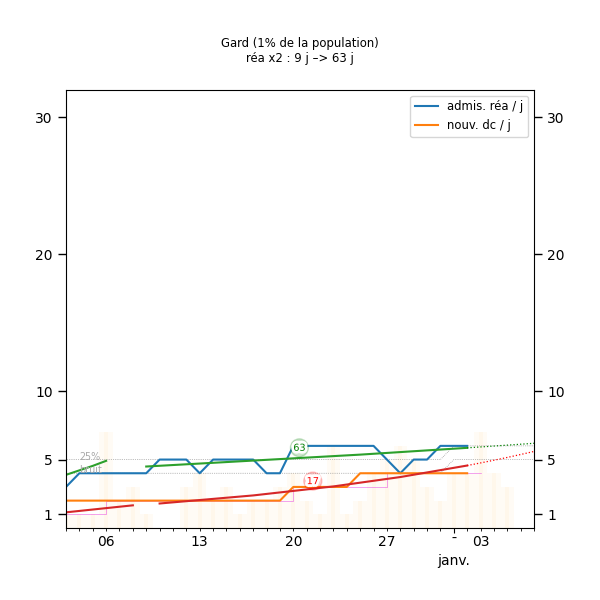 Gard (1% de la population)
réa x2 : 9 j –> 63 j
admis. réa / j
nouv. dc / j
30 30
20 20
10 10
25%
5 5
63
17
1 1
06 13 20 27 - 03
janv.